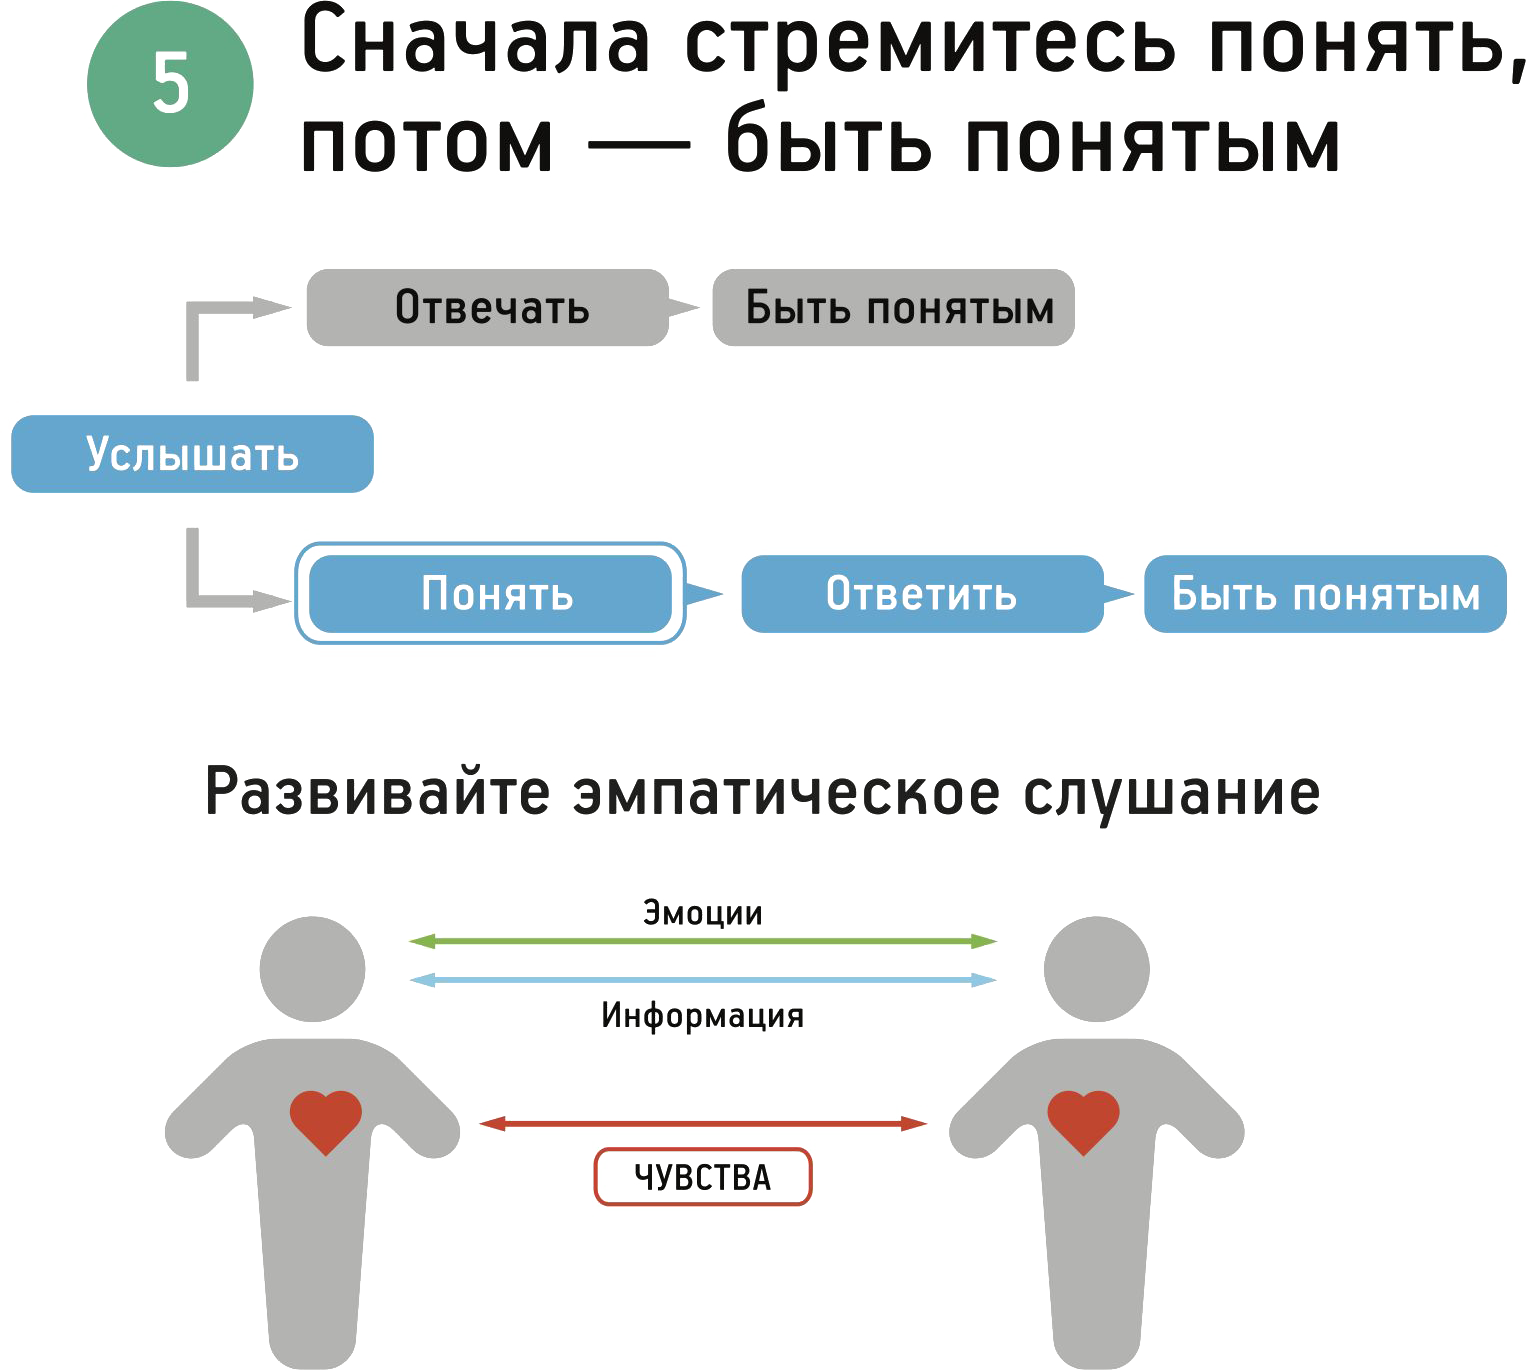 5
Сначала стремитесь понять,
потом — быть понятым
Отвечать
Быть понятым
Услышать
Понять
Ответить
Быть понятым
Развивайте эмпатическое слушание
Эмоции
Информация
ЧУВСТВА